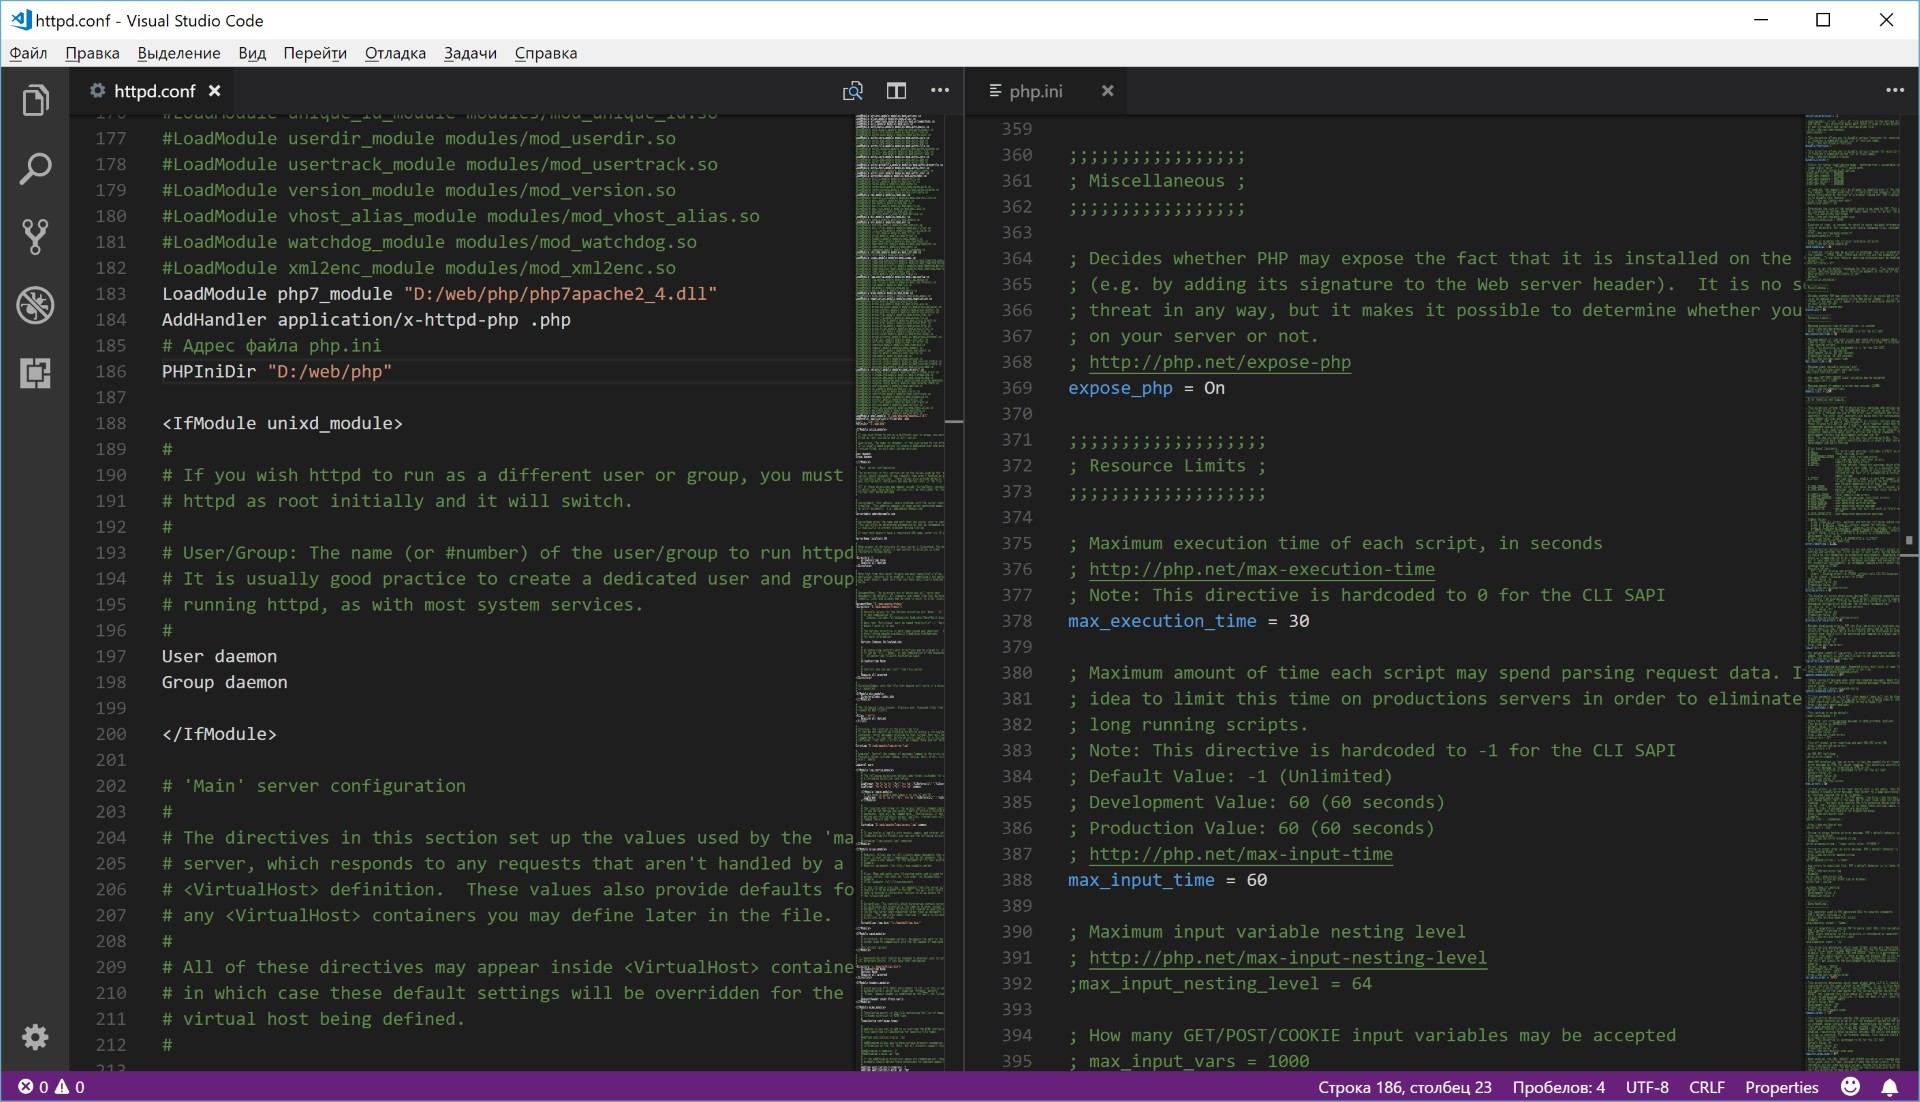 httpd.conf - Visual Studio Code
Файл Правка Выделение Вид Перейти Отладка Задачи Справка
httpd.conf
177 #LoadModule userdir_module modules/mod_userdir.so
178 #LoadModule usertrack_module modules/mod_usertrack.so
179 #LoadModule version_module modules/mod_version.so
180 #LoadModule vhost_alias_module modules/mod_vhost_alias.so
181 #LoadModule watchdog_module modules/mod_watchdog.so
182 #LoadModule xml2enc_module modules/mod_xml2enc.so
183 LoadModule php7_module "D:/web/php/php7apache2_4.dll"
184 AddHandler application/x-httpd-php .php
185 # Адрес файла php.ini
186 PHPIniDir "D:/web/php"
187
188 <IfModule unixd_module>
189 #
190 # If you wish httpd to run as a different user or group, you must
191 # httpd as root initially and it will switch.
192 #
193 # User/Group: The name (or #number) of the user/group to run httpd
194 # It is usually good practice to create a dedicated user and group
195 # running httpd, as with most system services.
196 #
197 User daemon
198 Group daemon
199
200 </IfModule>
201
202 # 'Main' server configuration
203 #
204 # The directives in this section set up the values used by the 'ma
205 # server, which responds to any requests that aren't handled by a
206 # <VirtualHost> definition.  These values also provide defaults fo
207 # any <VirtualHost> containers you may define later in the file.
208 #
209 # All of these directives may appear inside <VirtualHost> containe
210 # in which case these default settings will be overridden for the
211 # virtual host being defined.
212 #
php.ini
359
360 ;;;;;;;;;;;;;;;;;
361 ; Miscellaneous ;
362 ;;;;;;;;;;;;;;;;;
363
364 ; Decides whether PHP may expose the fact that it is installed on the
365 ; (e.g. by adding its signature to the Web server header).  It is no s
366 ; threat in any way, but it makes it possible to determine whether you
367 ; on your server or not.
368 ; http://php.net/expose-php
369 expose_php = On
370
371 ;;;;;;;;;;;;;;;;;;;
372 ; Resource Limits ;
373 ;;;;;;;;;;;;;;;;;;;
374
375 ; Maximum execution time of each script, in seconds
376 ; http://php.net/max-execution-time
377 ; Note: This directive is hardcoded to 0 for the CLI SAPI
378 max_execution_time = 30
379
380 ; Maximum amount of time each script may spend parsing request data. I
381 ; idea to limit this time on productions servers in order to eliminate
382 ; long running scripts.
383 ; Note: This directive is hardcoded to -1 for the CLI SAPI
384 ; Default Value: -1 (Unlimited)
385 ; Development Value: 60 (60 seconds)
386 ; Production Value: 60 (60 seconds)
387 ; http://php.net/max-input-time
388 max_input_time = 60
389
390 ; Maximum input variable nesting level
391 ; http://php.net/max-input-nesting-level
392 ;max_input_nesting_level = 64
393
394 ; How many GET/POST/COOKIE input variables may be accepted
395 ; max_input_vars = 1000
0 0 Строка 186, столбец 23 Пробелов: 4 UTF-8 CRLF Properties